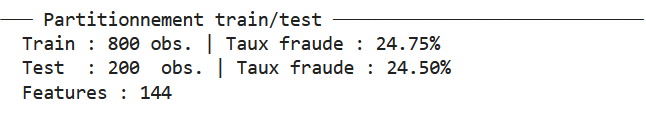 ── Partitionnement train/test ──────────────────────────
Train : 800 obs. | Taux fraude : 24.75%
Test  : 200  obs. | Taux fraude : 24.50%
Features : 144